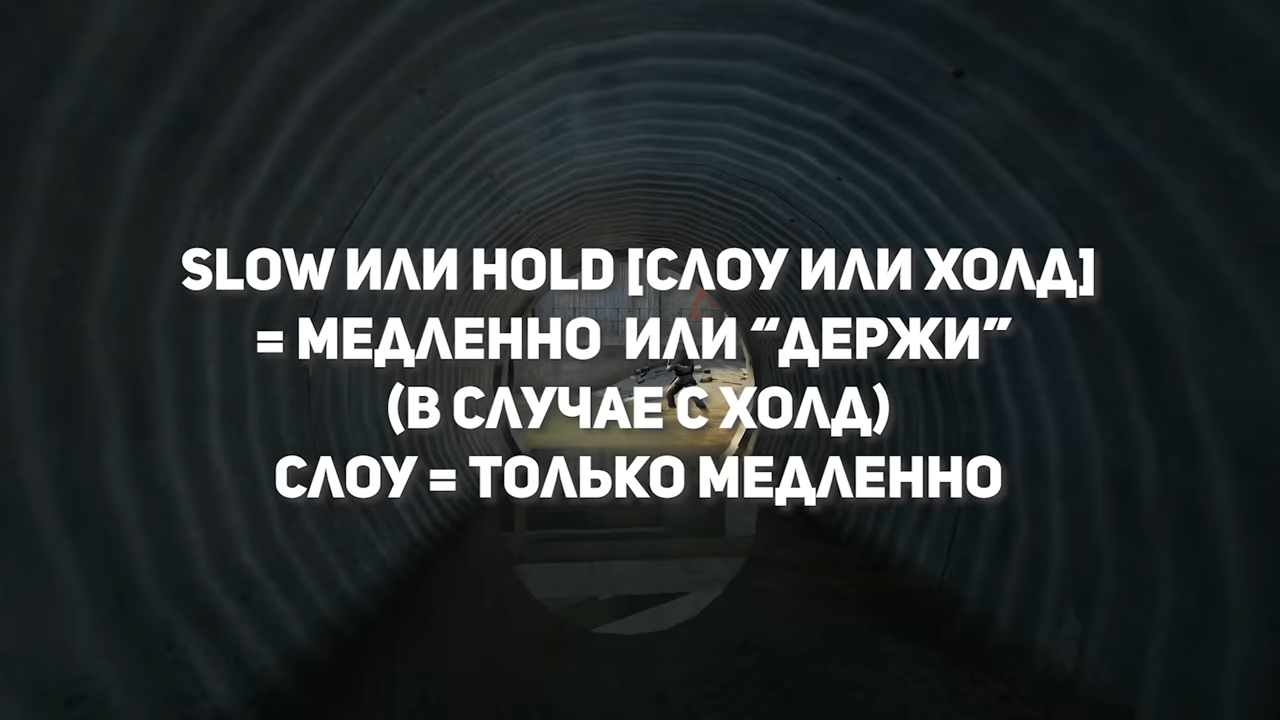 SLOW ИЛИ HOLD [СЛОУ ИЛИ ХОЛД]
= МЕДЛЕННО ИЛИ “ДЕРЖИ”
(В СЛУЧАЕ С ХОЛД)
СЛОУ = ТОЛЬКО МЕДЛЕННО